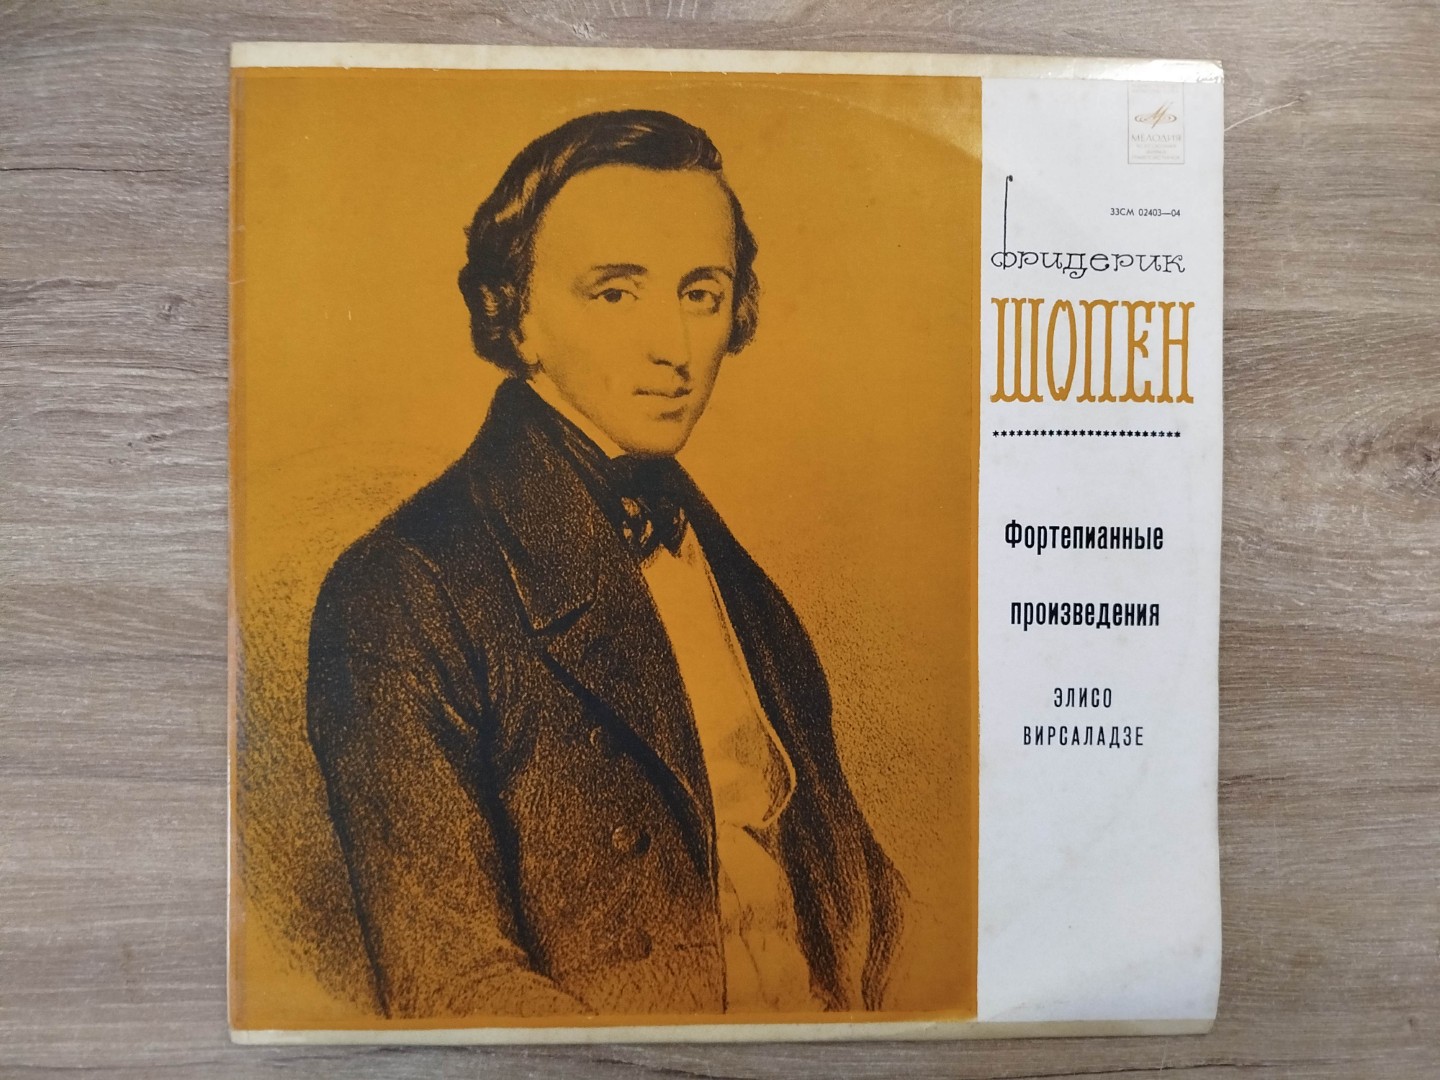 МЕЛОДИЯ
33СМ 02403—04
Фридерик
ШОПЕН
************************
Фортепианные
произведения
ЭЛИСО
ВИРСАЛАДЗЕ